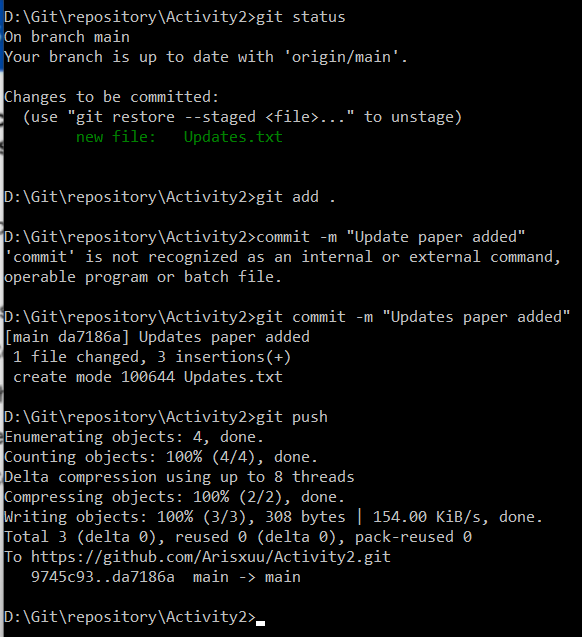 D:\Git\repository\Activity2>git status
On branch main
Your branch is up to date with 'origin/main'.
Changes to be committed:
  (use "git restore --staged <file>..." to unstage)
        new file:   Updates.txt
D:\Git\repository\Activity2>git add .
D:\Git\repository\Activity2>commit -m "Update paper added"
'commit' is not recognized as an internal or external command,
operable program or batch file.
D:\Git\repository\Activity2>git commit -m "Updates paper added"
[main da7186a] Updates paper added
 1 file changed, 3 insertions(+)
 create mode 100644 Updates.txt
D:\Git\repository\Activity2>git push
Enumerating objects: 4, done.
Counting objects: 100% (4/4), done.
Delta compression using up to 8 threads
Compressing objects: 100% (2/2), done.
Writing objects: 100% (3/3), 308 bytes | 154.00 KiB/s, done.
Total 3 (delta 0), reused 0 (delta 0), pack-reused 0
To https://github.com/Arisxuu/Activity2.git
   9745c93..da7186a  main -> main
D:\Git\repository\Activity2>